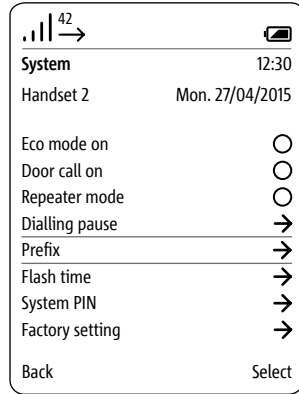 42
System 12:30
Handset 2 Mon. 27/04/2015
Eco mode on
Door call on
Repeater mode
Dialling pause
Prefix
Flash time
System PIN
Factory setting
Back Select